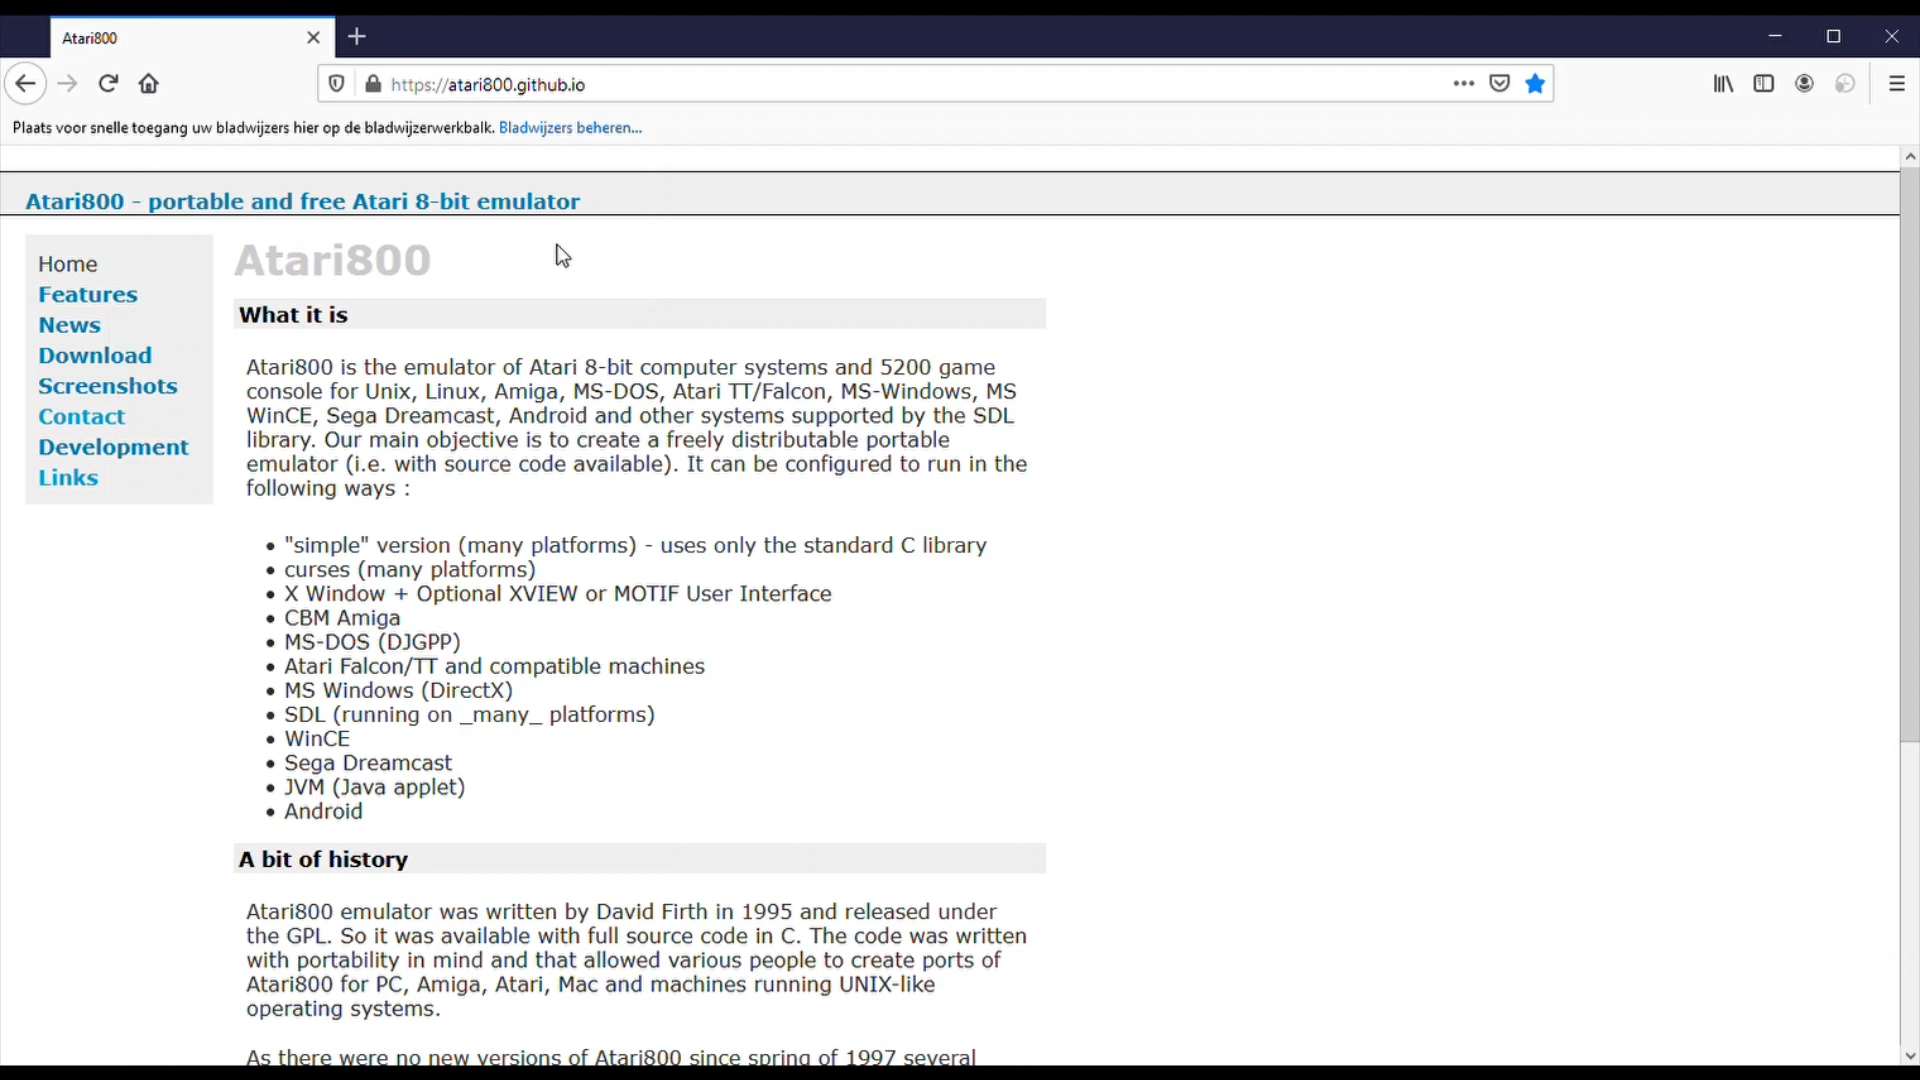 Atari800
https://atari800.github.io
Plaats voor snelle toegang uw bladwijzers hier op de bladwijzerwerkbalk. Bladwijzers beheren...
Atari800 - portable and free Atari 8-bit emulator
Home
Features
News
Download
Screenshots
Contact
Development
Links
Atari800
What it is
Atari800 is the emulator of Atari 8-bit computer systems and 5200 game
console for Unix, Linux, Amiga, MS-DOS, Atari TT/Falcon, MS-Windows, MS
WinCE, Sega Dreamcast, Android and other systems supported by the SDL
library. Our main objective is to create a freely distributable portable
emulator (i.e. with source code available). It can be configured to run in the
following ways :
• "simple" version (many platforms) - uses only the standard C library
• curses (many platforms)
• X Window + Optional XVIEW or MOTIF User Interface
• CBM Amiga
• MS-DOS (DJGPP)
• Atari Falcon/TT and compatible machines
• MS Windows (DirectX)
• SDL (running on _many_ platforms)
• WinCE
• Sega Dreamcast
• JVM (Java applet)
• Android
A bit of history
Atari800 emulator was written by David Firth in 1995 and released under
the GPL. So it was available with full source code in C. The code was written
with portability in mind and that allowed various people to create ports of
Atari800 for PC, Amiga, Atari, Mac and machines running UNIX-like
operating systems.
As there were no new versions of Atari800 since spring of 1997 several